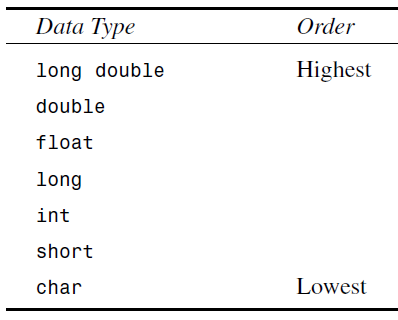 Data Type Order
long double Highest
double
float
long
int
short
char Lowest